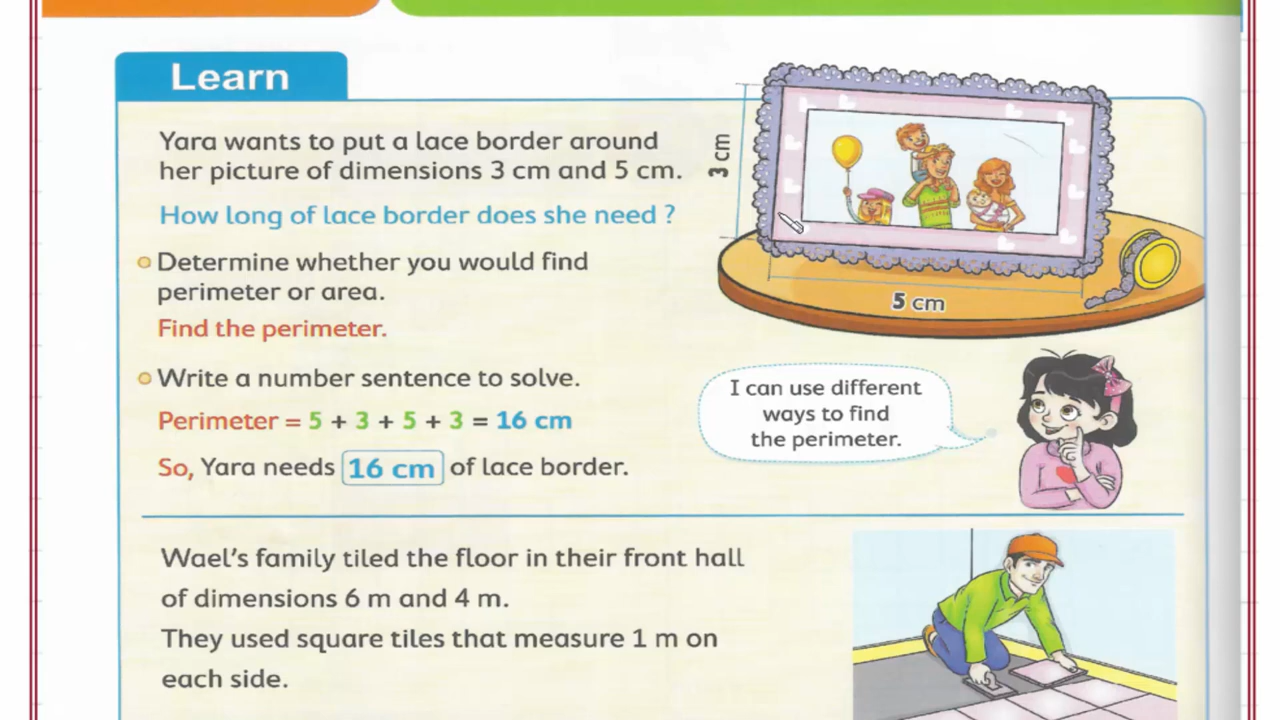 Learn
Yara wants to put a lace border around
her picture of dimensions 3 cm and 5 cm.
How long of lace border does she need ?
Determine whether you would find
perimeter or area.
Find the perimeter.
Write a number sentence to solve.
Perimeter = 5 + 3 + 5 + 3 = 16 cm
So, Yara needs 16 cm of lace border.
3 cm
5 cm
I can use different
ways to find
the perimeter.
Wael's family tiled the floor in their front hall
of dimensions 6 m and 4 m.
They used square tiles that measure 1 m on
each side.